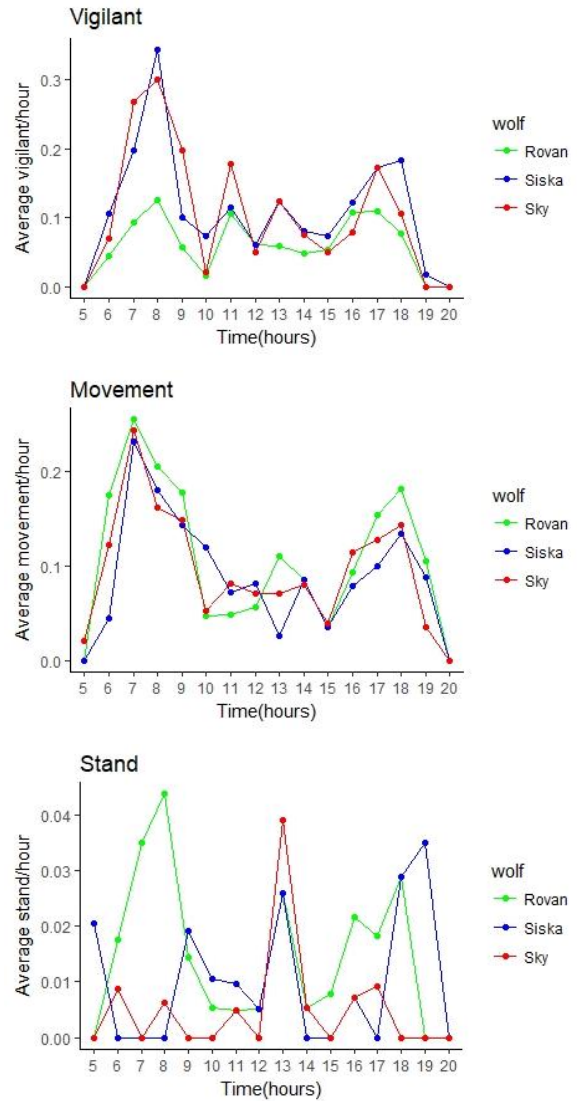 Vigilant
Average vigilant/hour
0.3
0.2
0.1
0.0
5 6 7 8 9 10 11 12 13 14 15 16 17 18 19 20
Time(hours)
wolf
Rovan
Siska
Sky
Movement
Average movement/hour
0.2
0.1
0.0
5 6 7 8 9 10 11 12 13 14 15 16 17 18 19 20
Time(hours)
wolf
Rovan
Siska
Sky
Stand
Average stand/hour
0.04
0.03
0.02
0.01
0.00
5 6 7 8 9 10 11 12 13 14 15 16 17 18 19 20
Time(hours)
wolf
Rovan
Siska
Sky